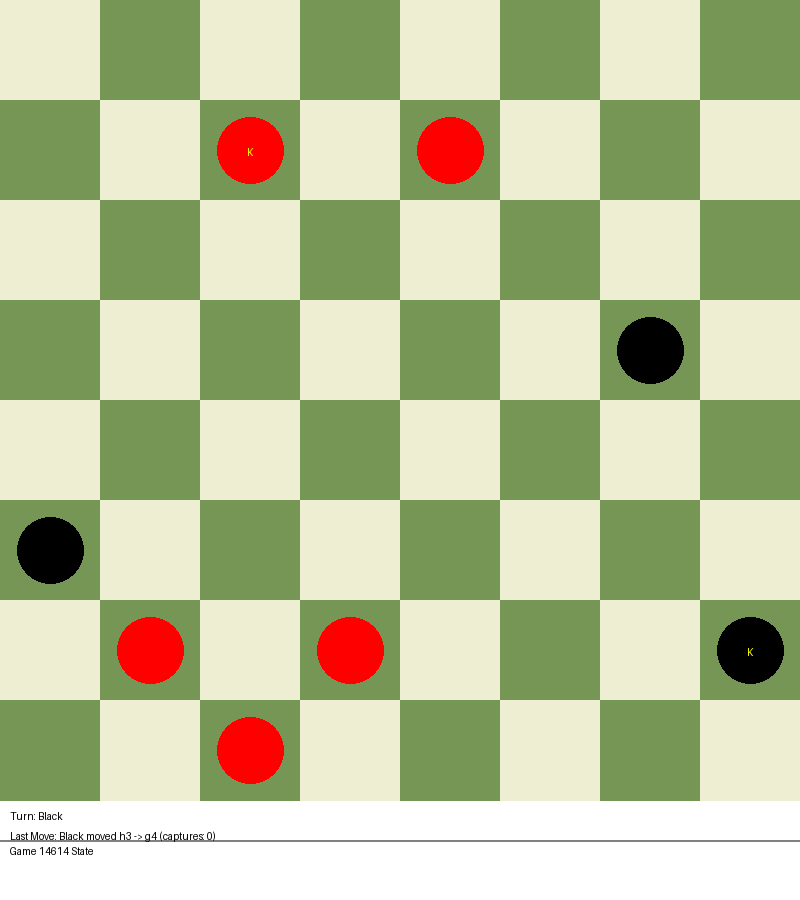 K
K
Turn: Black
Last Move: Black moved h3 -> g4 (captures: 0)
Game 14614 State